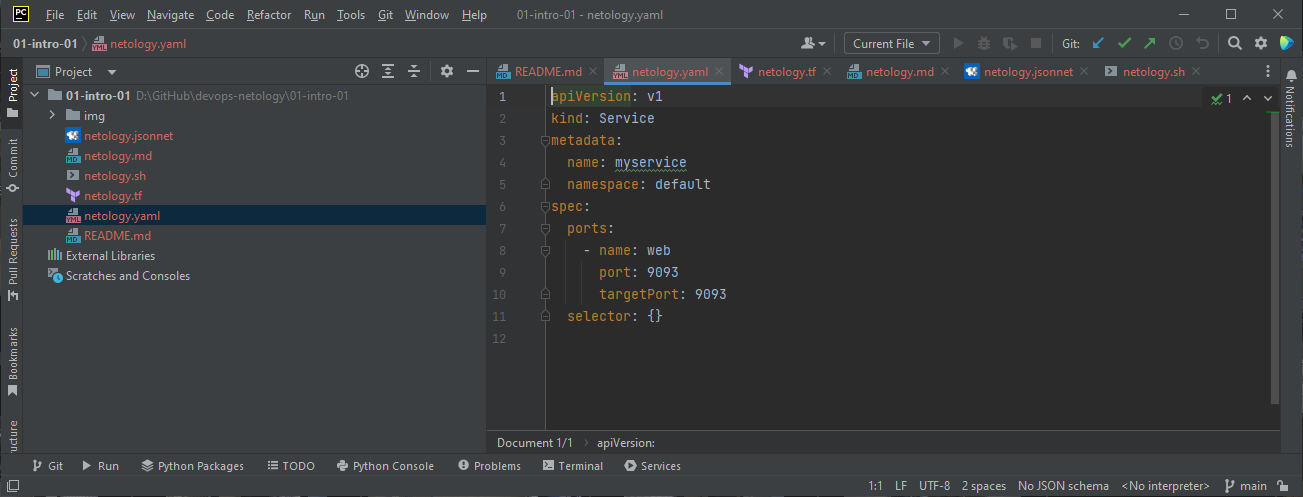 PC File Edit View Navigate Code Refactor Run Tools Git Window Help 01-intro-01 - netology.yaml
01-intro-01 netology.yaml Current File Git:
Project README.md netology.yaml netology.tf netology.md netology.jsonnet netology.sh
01-intro-01 D:\GitHub\devops-netology\01-intro-01
img
netology.jsonnet
netology.md
netology.sh
netology.tf
netology.yaml
README.md
External Libraries
Scratches and Consoles
Project
Commit
Pull Requests
Bookmarks
ucture
1 apiVersion: v1
2 kind: Service
3 metadata:
4 name: myservice
5 namespace: default
6 spec:
7 ports:
8 - name: web
9 port: 9093
10 targetPort: 9093
11 selector: {}
12
1
Notifications
Document 1/1 apiVersion:
Git Run Python Packages TODO Python Console Problems Terminal Services
1:1 LF UTF-8 2 spaces No JSON schema <No interpreter> main